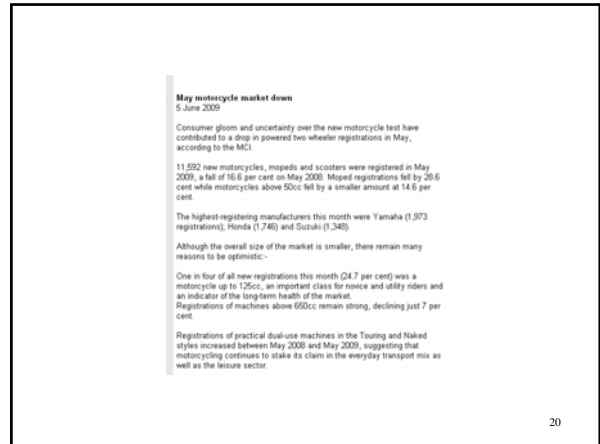 May motorcycle market down
5 June 2009
Consumer gloom and uncertainty over the new motorcycle test have
contributed to a drop in powered two wheeler registrations in May,
according to the MCI.
11,592 new motorcycles, mopeds and scooters were registered in May
2009, a fall of 16.6 per cent on May 2008. Moped registrations fell by 28.6
cent while motorcycles above 50cc fell by a smaller amount at 14.6 per
cent.
The highest-registering manufacturers this month were Yamaha (1,973
registrations); Honda (1,746) and Suzuki (1,348).
Although the overall size of the market is smaller, there remain many
reasons to be optimistic:-
One in four of all new registrations this month (24.7 per cent) was a
motorcycle up to 125cc, an important class for novice and utility riders and
an indicator of the long-term health of the market.
Registrations of machines above 650cc remain strong, declining just 7 per
cent.
Registrations of practical dual-use machines in the Touring and Naked
styles increased between May 2008 and May 2009, suggesting that
motorcycling continues to stake its claim in the everyday transport mix as
well as the leisure sector.
20